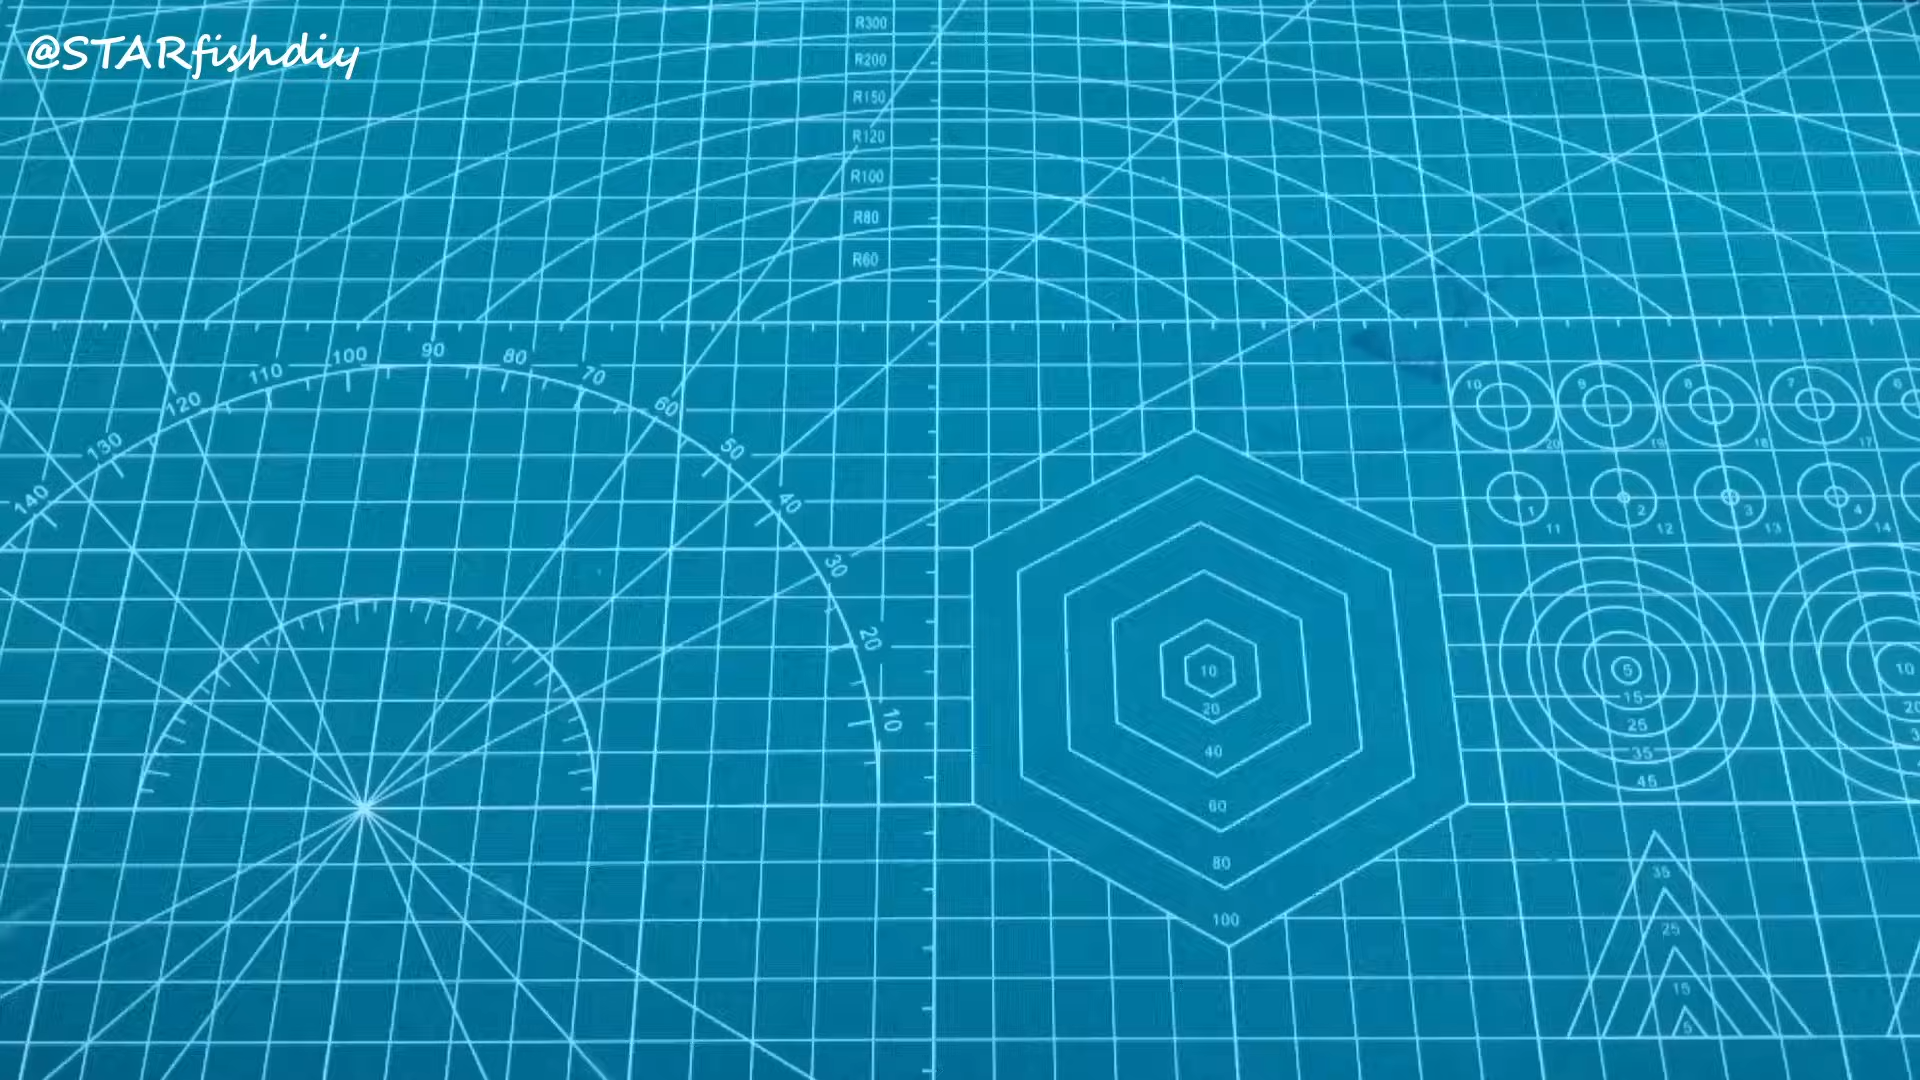 @STARfishdiy
R300
R200
R150
R120
R100
R80
R60
140 130 120 110 100 90 80 70 60 50 40 30 20 10
10 9 8 7 6
20 19 18 17
1 2 3 4
11 12 13 14
10
20
40
60
80
100
5
15
25
35
45
10
20
35
25
15
5